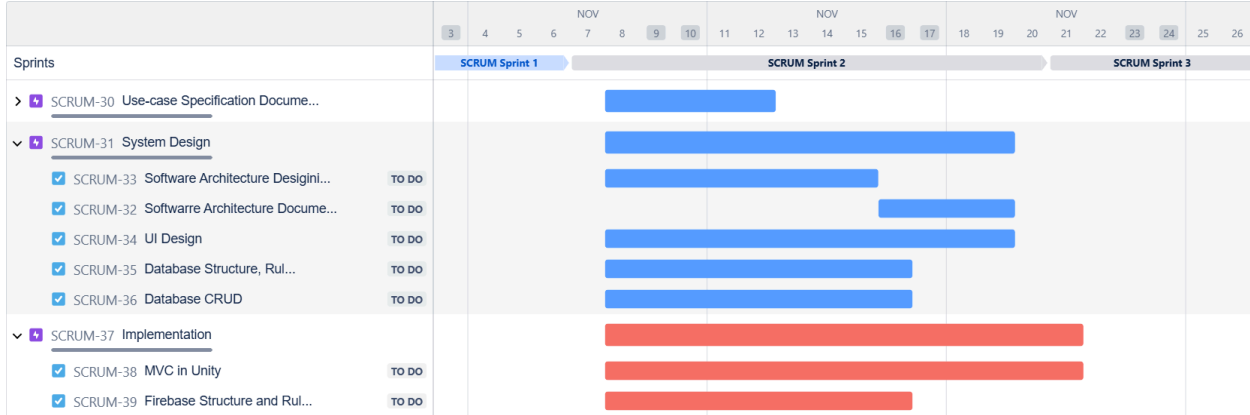 NOV NOV NOV
3 4 5 6 7 8 9 10 11 12 13 14 15 16 17 18 19 20 21 22 23 24 25 26
Sprints SCRUM Sprint 1 SCRUM Sprint 2 SCRUM Sprint 3
SCRUM-30 Use-case Specification Docume...
SCRUM-31 System Design
SCRUM-33 Software Architecture Desigini... TO DO
SCRUM-32 Softwarre Architecture Docume... TO DO
SCRUM-34 UI Design TO DO
SCRUM-35 Database Structure, Rul... TO DO
SCRUM-36 Database CRUD TO DO
SCRUM-37 Implementation
SCRUM-38 MVC in Unity TO DO
SCRUM-39 Firebase Structure and Rul... TO DO